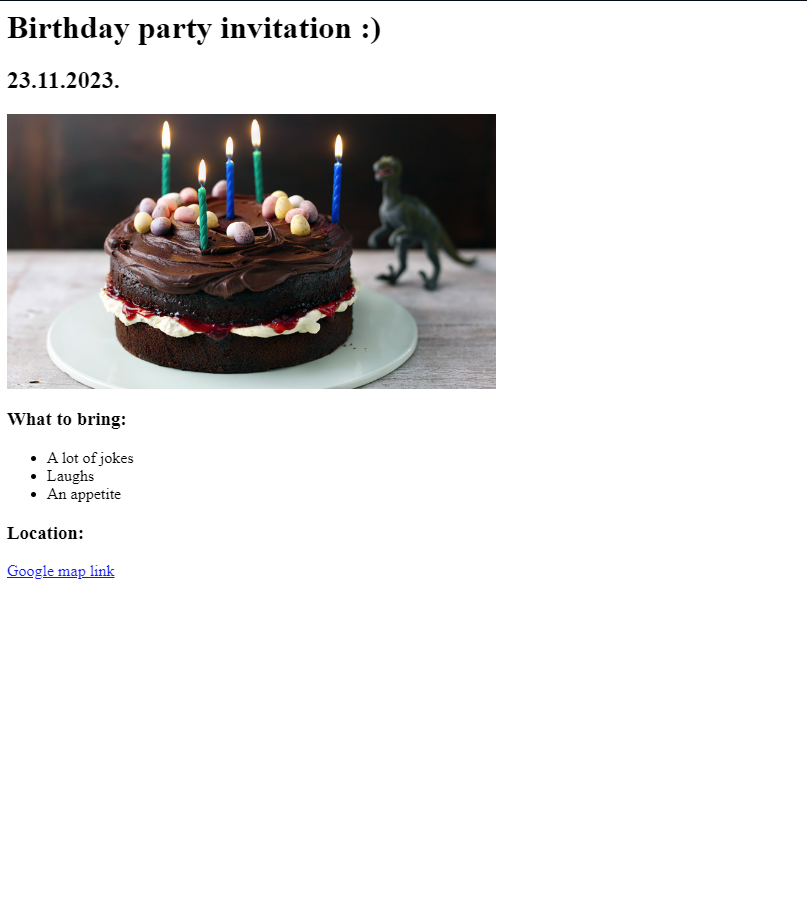 Birthday party invitation :)
23.11.2023.
What to bring:
A lot of jokes
Laughs
An appetite
Location:
Google map link